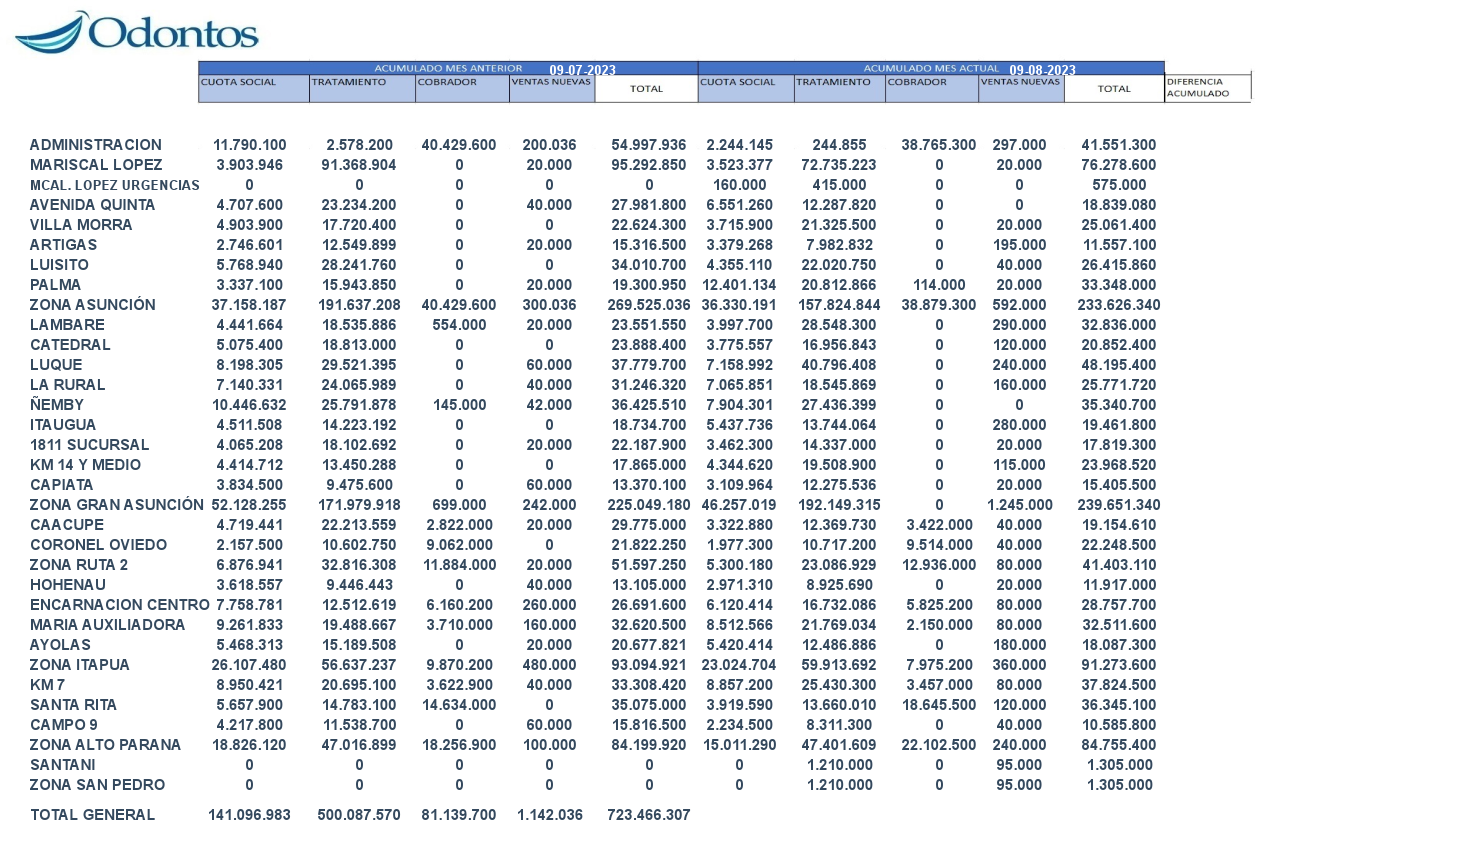 Odontos
ACUMULADO MES ANTERIOR 09-07-2023 ACUMULADO MES ACTUAL 09-08-2023
CUOTA SOCIAL TRATAMIENTO COBRADOR VENTAS NUEVAS TOTAL CUOTA SOCIAL TRATAMIENTO COBRADOR VENTAS NUEVAS TOTAL DIFERENCIA ACUMULADO
ADMINISTRACION 11.790.100 2.578.200 40.429.600 200.036 54.997.936 2.244.145 244.855 38.765.300 297.000 41.551.300
MARISCAL LOPEZ 3.903.946 91.368.904 0 20.000 95.292.850 3.523.377 72.735.223 0 20.000 76.278.600
MCAL. LOPEZ URGENCIAS 0 0 0 0 0 160.000 415.000 0 0 575.000
AVENIDA QUINTA 4.707.600 23.234.200 0 40.000 27.981.800 6.551.260 12.287.820 0 0 18.839.080
VILLA MORRA 4.903.900 17.720.400 0 0 22.624.300 3.715.900 21.325.500 0 20.000 25.061.400
ARTIGAS 2.746.601 12.549.899 0 20.000 15.316.500 3.379.268 7.982.832 0 195.000 11.557.100
LUISITO 5.768.940 28.241.760 0 0 34.010.700 4.355.110 22.020.750 0 40.000 26.415.860
PALMA 3.337.100 15.943.850 0 20.000 19.300.950 12.401.134 20.812.866 114.000 20.000 33.348.000
ZONA ASUNCIÓN 37.158.187 191.637.208 40.429.600 300.036 269.525.036 36.330.191 157.824.844 38.879.300 592.000 233.626.340
LAMBARE 4.441.664 18.535.886 554.000 20.000 23.551.550 3.997.700 28.548.300 0 290.000 32.836.000
CATEDRAL 5.075.400 18.813.000 0 0 23.888.400 3.775.557 16.956.843 0 120.000 20.852.400
LUQUE 8.198.305 29.521.395 0 60.000 37.779.700 7.158.992 40.796.408 0 240.000 48.195.400
LA RURAL 7.140.331 24.065.989 0 40.000 31.246.320 7.065.851 18.545.869 0 160.000 25.771.720
ÑEMBY 10.446.632 25.791.878 145.000 42.000 36.425.510 7.904.301 27.436.399 0 0 35.340.700
ITAUGUA 4.511.508 14.223.192 0 0 18.734.700 5.437.736 13.744.064 0 280.000 19.461.800
1811 SUCURSAL 4.065.208 18.102.692 0 20.000 22.187.900 3.462.300 14.337.000 0 20.000 17.819.300
KM 14 Y MEDIO 4.414.712 13.450.288 0 0 17.865.000 4.344.620 19.508.900 0 115.000 23.968.520
CAPIATA 3.834.500 9.475.600 0 60.000 13.370.100 3.109.964 12.275.536 0 20.000 15.405.500
ZONA GRAN ASUNCIÓN 52.128.255 171.979.918 699.000 242.000 225.049.180 46.257.019 192.149.315 0 1.245.000 239.651.340
CAACUPE 4.719.441 22.213.559 2.822.000 20.000 29.775.000 3.322.880 12.369.730 3.422.000 40.000 19.154.610
CORONEL OVIEDO 2.157.500 10.602.750 9.062.000 0 21.822.250 1.977.300 10.717.200 9.514.000 40.000 22.248.500
ZONA RUTA 2 6.876.941 32.816.308 11.884.000 20.000 51.597.250 5.300.180 23.086.929 12.936.000 80.000 41.403.110
HOHENAU 3.618.557 9.446.443 0 40.000 13.105.000 2.971.310 8.925.690 0 20.000 11.917.000
ENCARNACION CENTRO 7.758.781 12.512.619 6.160.200 260.000 26.691.600 6.120.414 16.732.086 5.825.200 80.000 28.757.700
MARIA AUXILIADORA 9.261.833 19.488.667 3.710.000 160.000 32.620.500 8.512.566 21.769.034 2.150.000 80.000 32.511.600
AYOLAS 5.468.313 15.189.508 0 20.000 20.677.821 5.420.414 12.486.886 0 180.000 18.087.300
ZONA ITAPUA 26.107.480 56.637.237 9.870.200 480.000 93.094.921 23.024.704 59.913.692 7.975.200 360.000 91.273.600
KM 7 8.950.421 20.695.100 3.622.900 40.000 33.308.420 8.857.200 25.430.300 3.457.000 80.000 37.824.500
SANTA RITA 5.657.900 14.783.100 14.634.000 0 35.075.000 3.919.590 13.660.010 18.645.500 120.000 36.345.100
CAMPO 9 4.217.800 11.538.700 0 60.000 15.816.500 2.234.500 8.311.300 0 40.000 10.585.800
ZONA ALTO PARANA 18.826.120 47.016.899 18.256.900 100.000 84.199.920 15.011.290 47.401.609 22.102.500 240.000 84.755.400
SANTANI 0 0 0 0 0 0 1.210.000 0 95.000 1.305.000
ZONA SAN PEDRO 0 0 0 0 0 0 1.210.000 0 95.000 1.305.000
TOTAL GENERAL 141.096.983 500.087.570 81.139.700 1.142.036 723.466.307